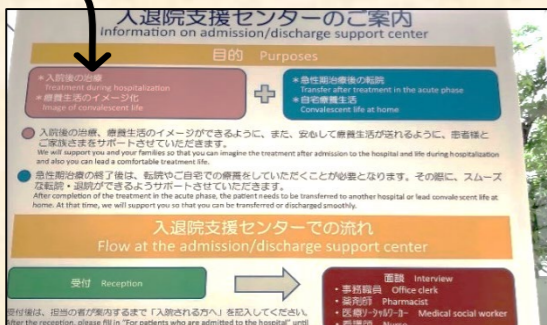 入退院支援センターのご案内
Information on admission/discharge support center
目的 Purposes
＊入院後の治療
Treatment during hospitalization
＊療養生活のイメージ化
Image of convalescent life
＊急性期治療後の転院
Transfer after treatment in the acute phase
＊自宅療養生活
Convalescent life at home
入院後の治療、療養生活のイメージができるように、また、安心して療養生活が送れるように、患者様と
ご家族さまをサポートさせていただきます。
We will support you and your families so that you can imagine the treatment after admission to the hospital and life during hospitalization
and also you can lead a comfortable treatment life.
急性期治療の終了後は、転院やご自宅での療養をしていただくことが必要となります。その際に、スムーズ
な転院・退院ができるようサポートさせていただきます。
After completion of the treatment in the acute phase, the patient needs to be transferred to another hospital or lead convalescent life at
home. At that time, we will support you so that you can be transferred or discharged smoothly.
入退院支援センターでの流れ
Flow at the admission/discharge support center
受付 Reception
面談 Interview
・事務職員 Office clerk
・薬剤師 Pharmacist
・医療ソーシャルワーカー Medical social worker
・看護師 Nurse
受付後は、担当の者が案内するまで「入院される方へ」を記入してください。
After the reception, please fill in "For patients who are admitted to the hospital" until